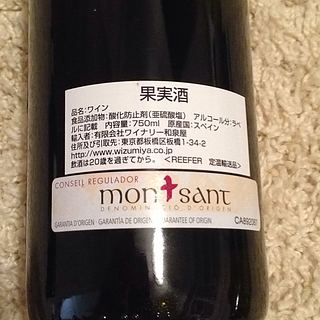 果実酒
品名:ワイン
食品添加物:酸化防止剤(亜硫酸塩) アルコール分:ラベ
ルに記載 内容量:750ml 原産国:スペイン
輸入者:有限会社ワイナリー和泉屋
住所及び引取先:東京都板橋区板橋1-34-2
http://www.wizumiya.co.jp
飲酒は20歳を過ぎてから。 <REEFER 定温輸送品>
CONSELL REGULADOR
montsant
DENOMINACIÓ D'ORIGEN
GARANTIA D'ORIGEN · GARANTÍA DE ORIGEN · GUARANTEE OF ORIGIN